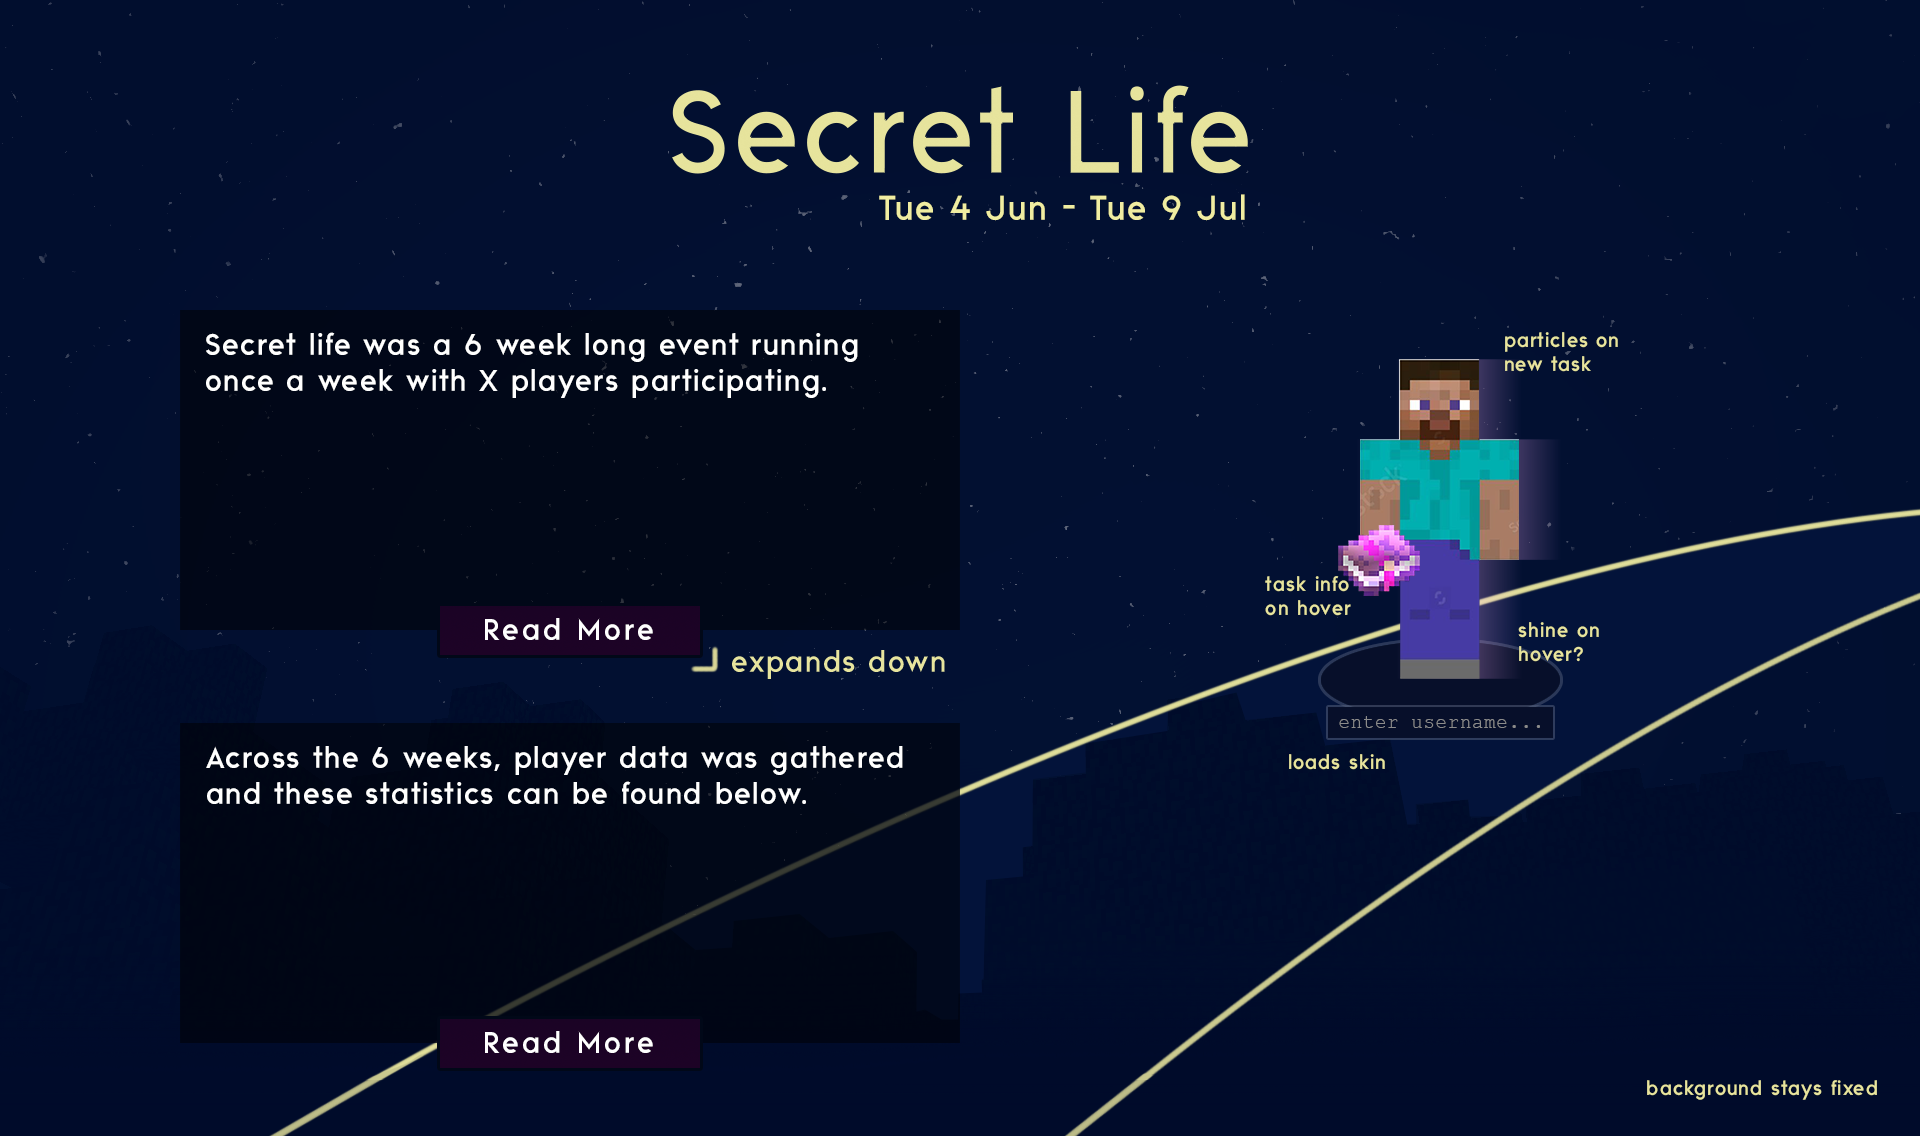 Secret Life
Tue 4 Jun - Tue 9 Jul
Secret life was a 6 week long event running
once a week with X players participating.
Read More
expands down
Across the 6 weeks, player data was gathered
and these statistics can be found below.
Read More
particles on
new task
task info
on hover
shine on
hover?
enter username...
loads skin
background stays fixed